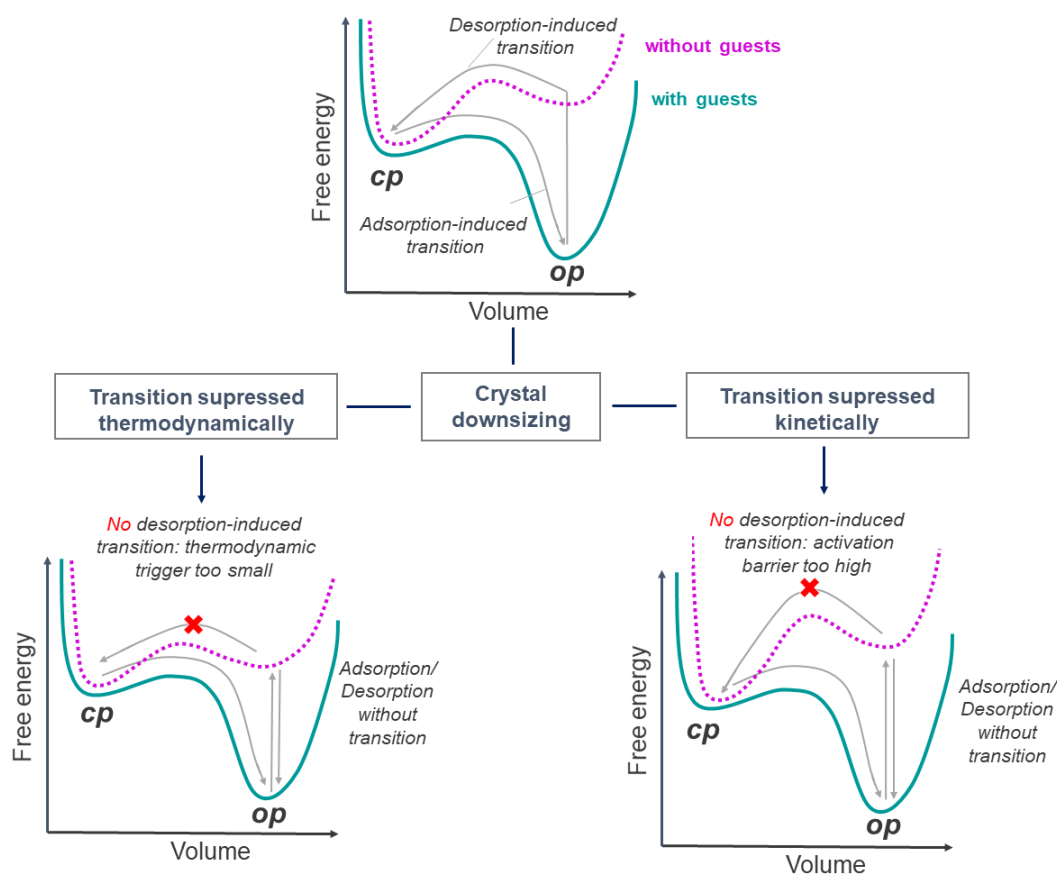 Desorption-induced
transition
without guests
with guests
Free energy
cp
Adsorption-induced
transition
op
Volume
Transition supressed
thermodynamically
Crystal
downsizing
Transition supressed
kinetically
No desorption-induced
transition: thermodynamic
trigger too small
Free energy
cp
Adsorption/
Desorption
without
transition
op
Volume
No desorption-induced
transition: activation
barrier too high
Free energy
cp
Adsorption/
Desorption
without
transition
op
Volume